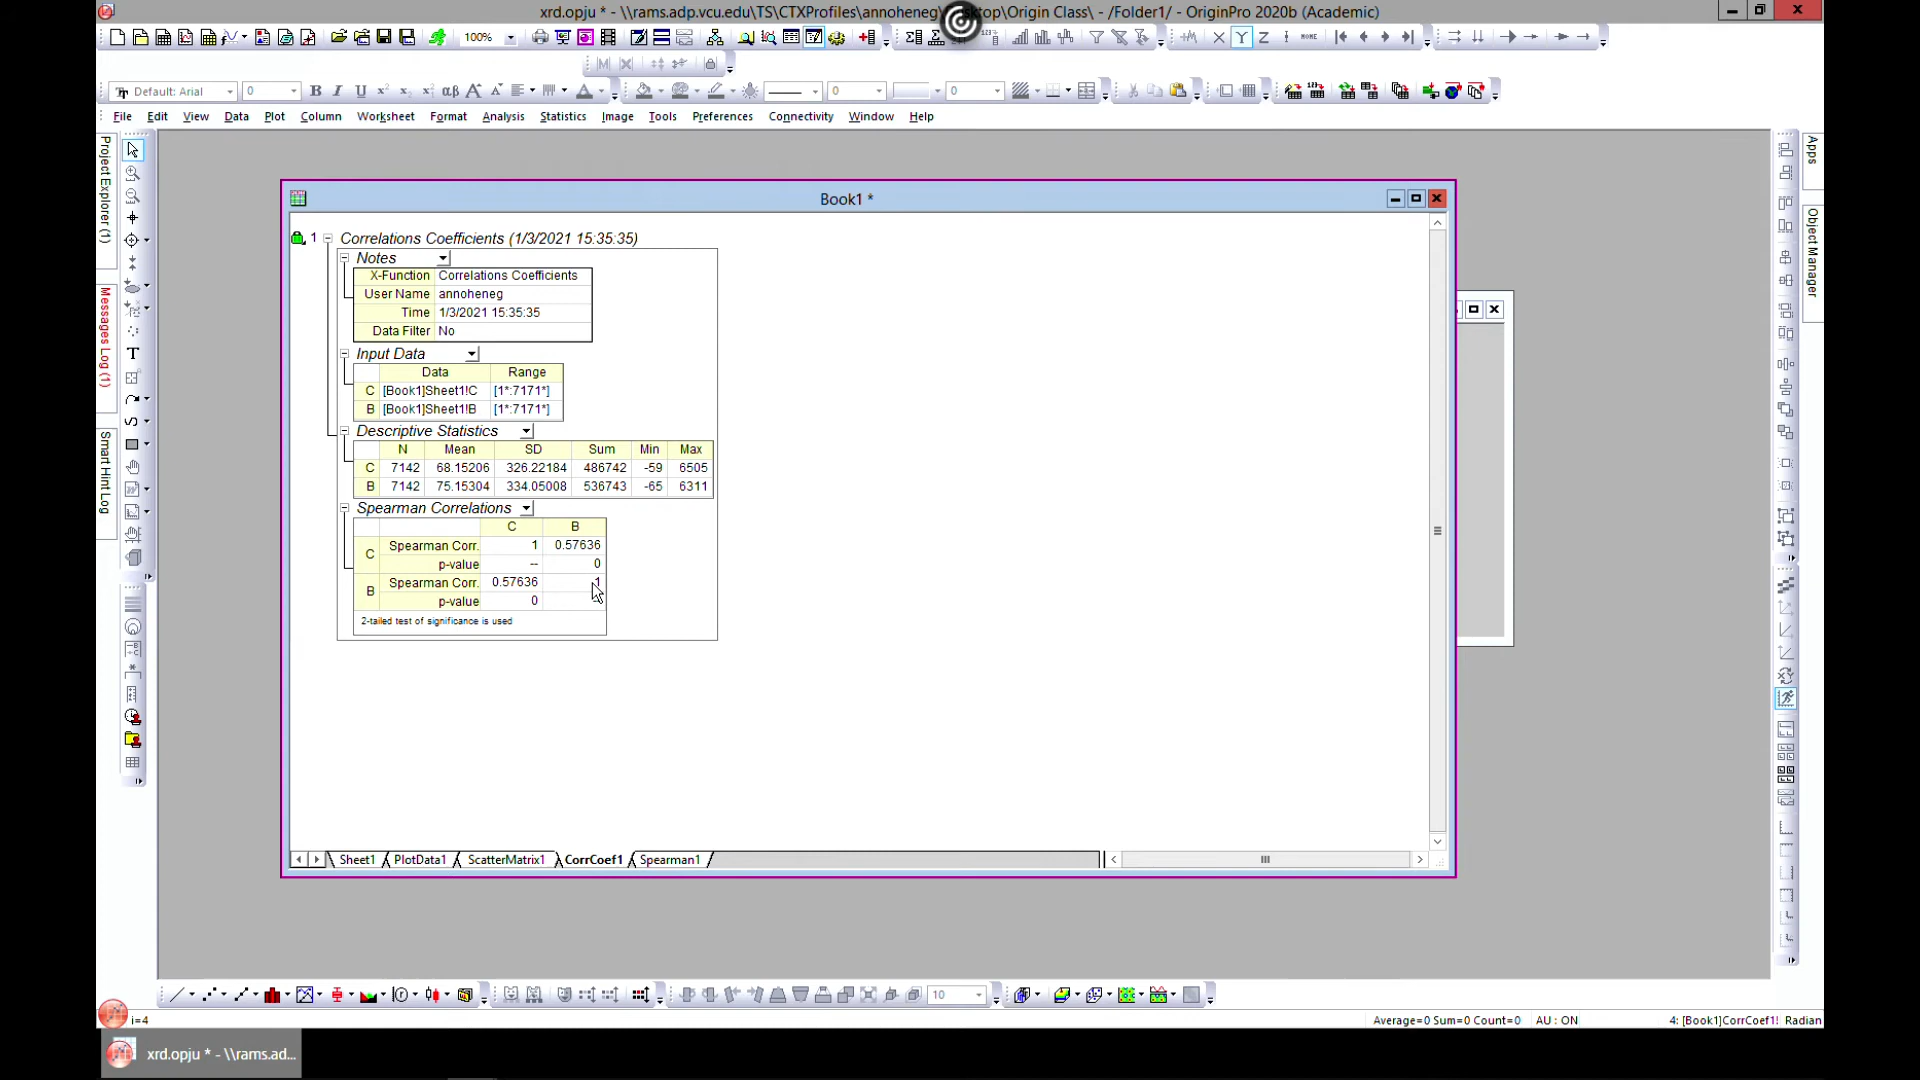 xrd.opju * - \\rams.adp.vcu.edu\TS\CTXProfiles\annoheneg\ ktop\Origin Class\ - /Folder1/ - OriginPro 2020b (Academic)
100%
Default: Arial 0 B I U αβ A 0 0
File Edit View Data Plot Column Worksheet Format Analysis Statistics Image Tools Preferences Connectivity Window Help
Project Explorer (1)
Messages Log (1)
Smart Hint Log
Apps
Object Manager
Book1 *
1 Correlations Coefficients (1/3/2021 15:35:35)
Notes
X-Function Correlations Coefficients
User Name annoheneg
Time 1/3/2021 15:35:35
Data Filter No
Input Data
Data Range
C [Book1]Sheet1!C [1*:7171*]
B [Book1]Sheet1!B [1*:7171*]
Descriptive Statistics
N Mean SD Sum Min Max
C 7142 68.15206 326.22184 486742 -59 6505
B 7142 75.15304 334.05008 536743 -65 6311
Spearman Correlations
C B
C Spearman Corr. 1 0.57636
p-value -- 0
B Spearman Corr. 0.57636 1
p-value 0
2-tailed test of significance is used
Sheet1 PlotData1 ScatterMatrix1 CorrCoef1 Spearman1
10
i=4
Average=0 Sum=0 Count=0 AU : ON 4: [Book1]CorrCoef1! Radian
xrd.opju * - \\rams.ad...